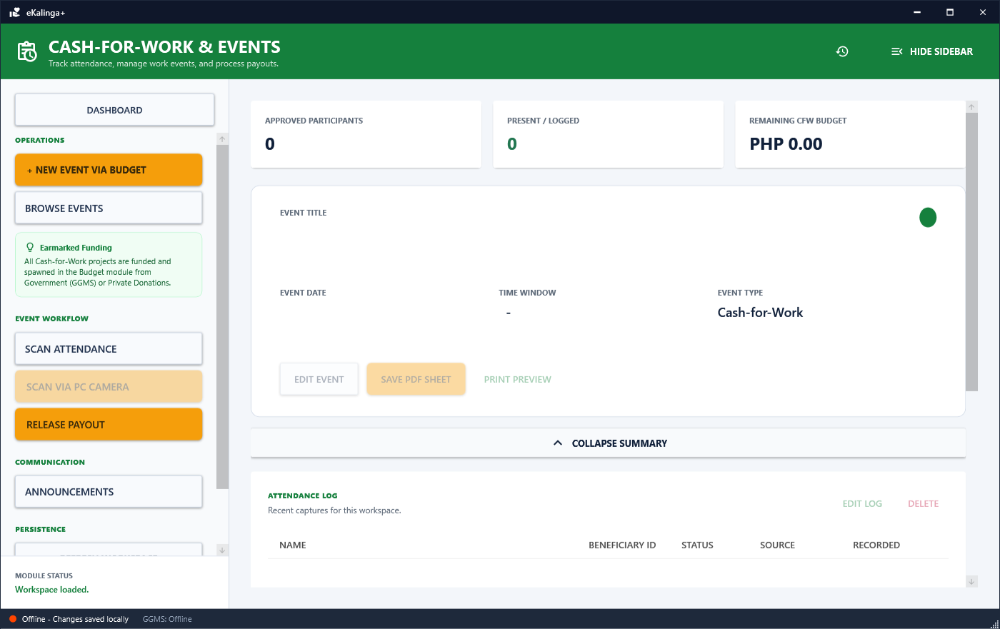 eKalinga+
CASH-FOR-WORK & EVENTS
Track attendance, manage work events, and process payouts.
HIDE SIDEBAR
DASHBOARD
OPERATIONS
+ NEW EVENT VIA BUDGET
BROWSE EVENTS
Earmarked Funding
All Cash-for-Work projects are funded and
spawned in the Budget module from
Government (GGMS) or Private Donations.
EVENT WORKFLOW
SCAN ATTENDANCE
SCAN VIA PC CAMERA
RELEASE PAYOUT
COMMUNICATION
ANNOUNCEMENTS
PERSISTENCE
MODULE STATUS
Workspace loaded.
APPROVED PARTICIPANTS
0
PRESENT / LOGGED
0
REMAINING CFW BUDGET
PHP 0.00
EVENT TITLE
EVENT DATE
TIME WINDOW
-
EVENT TYPE
Cash-for-Work
EDIT EVENT
SAVE PDF SHEET
PRINT PREVIEW
COLLAPSE SUMMARY
ATTENDANCE LOG
Recent captures for this workspace.
EDIT LOG
DELETE
NAME
BENEFICIARY ID
STATUS
SOURCE
RECORDED
Offline - Changes saved locally
GGMS: Offline